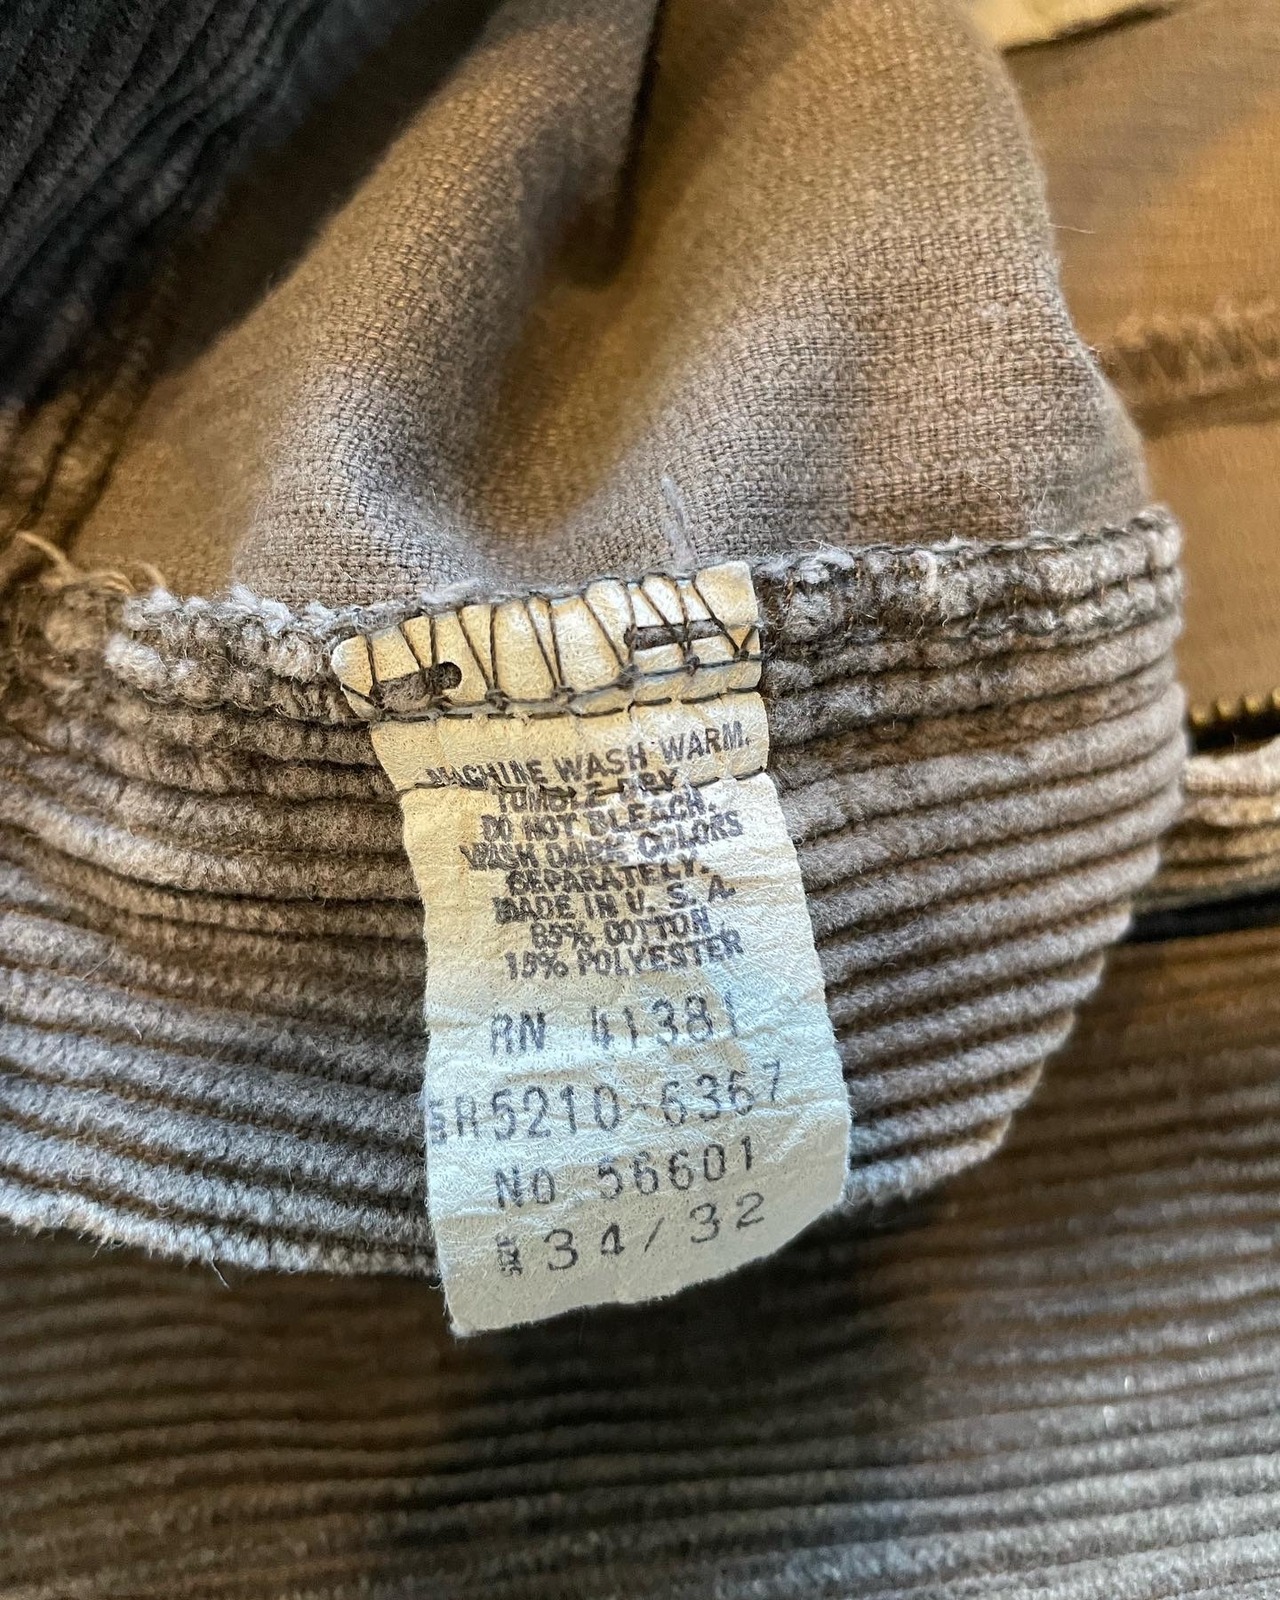 MACHINE WASH WARM.
TUMBLE DRY.
DO NOT BLEACH.
WASH DARK COLORS
SEPARATELY.
MADE IN U. S. A.
85% COTTON
15% POLYESTER
RN 41381
5210-6367
NO 56601
34/32